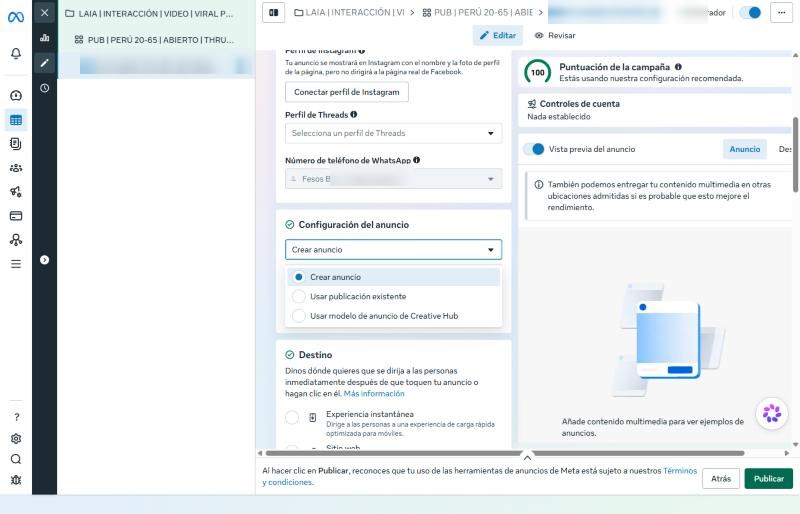 LAIA | INTERACCIÓN | VIDEO | VIRAL P...
PUB | PERÚ 20-65 | ABIERTO | THRU...
LAIA | INTERACCIÓN | VI
PUB | PERÚ 20-65 | ABIE
rador
Editar
Revisar
Perfil de Instagram
Tu anuncio se mostrará en Instagram con el nombre y la foto de perfil
de la página, pero no dirigirá a la página real de Facebook.
Conectar perfil de Instagram
Perfil de Threads
Selecciona un perfil de Threads
Número de teléfono de WhatsApp
Fesos B
Configuración del anuncio
Crear anuncio
Crear anuncio
Usar publicación existente
Usar modelo de anuncio de Creative Hub
Destino
Dinos dónde quieres que se dirija a las personas
inmediatamente después de que toquen tu anuncio o
hagan clic en él. Más información
Experiencia instantánea
Dirige a las personas a una experiencia de carga rápida
optimizada para móviles.
Sitio web
100
Puntuación de la campaña
Estás usando nuestra configuración recomendada.
Controles de cuenta
Nada establecido
Vista previa del anuncio
Anuncio
Des
También podemos entregar tu contenido multimedia en otras
ubicaciones admitidas si es probable que esto mejore el
rendimiento.
Añade contenido multimedia para ver ejemplos de
anuncios.
Al hacer clic en Publicar, reconoces que tu uso de las herramientas de anuncios de Meta está sujeto a nuestros Términos
y condiciones.
Atrás
Publicar